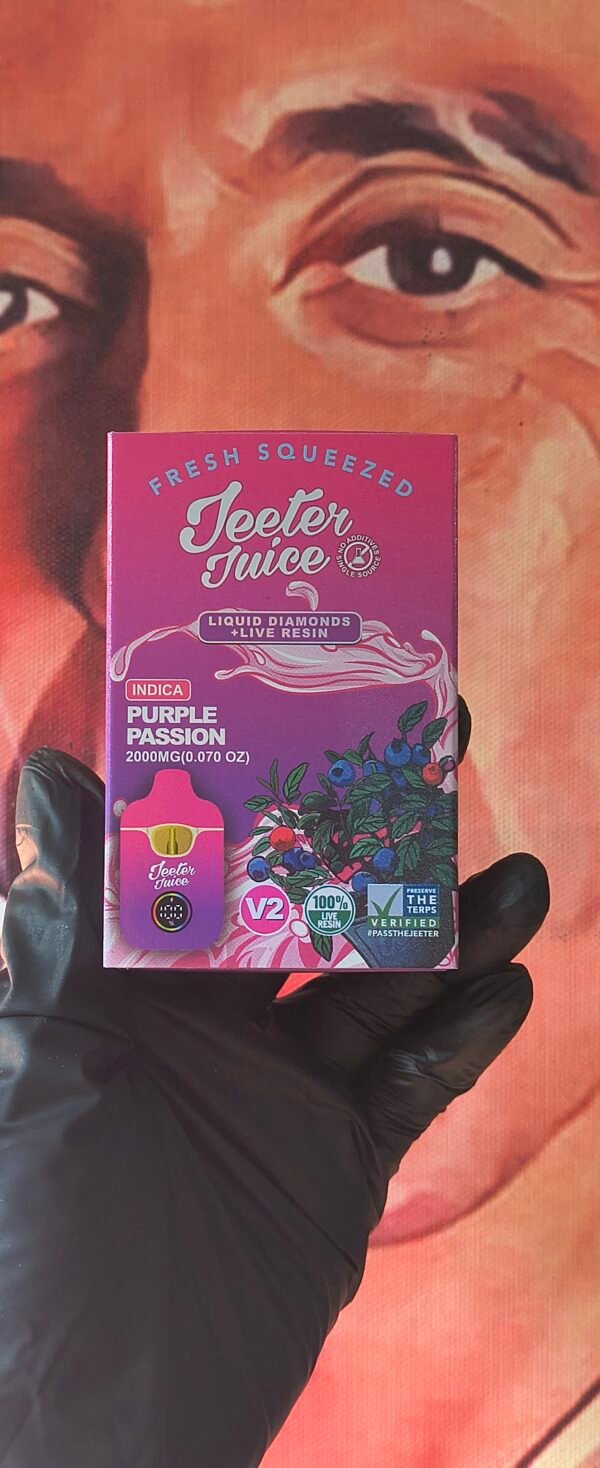 FRESH SQUEEZED
Jeeter
Juice
NO ADDITIVES
SINGLE SOURCE
LIQUID DIAMONDS
+LIVE RESIN
INDICA
PURPLE
PASSION
2000MG(0.070 OZ)
Jeeter
Juice
V2
100%
LIVE
RESIN
PRESERVE
THE
TERPS
VERIFIED
#PASSTHEJEETER